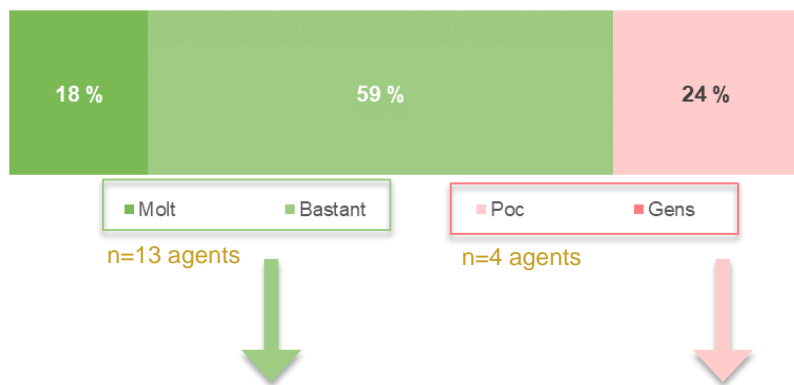 18 % 59 % 24 %
Molt Bastant Poc Gens
n=13 agents n=4 agents